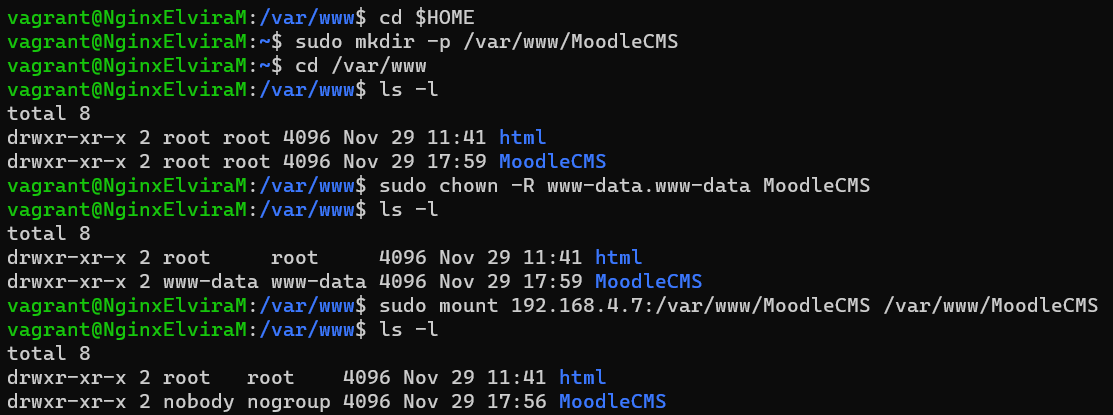 vagrant@NginxElviraM:/var/www$ cd $HOME
vagrant@NginxElviraM:~$ sudo mkdir -p /var/www/MoodleCMS
vagrant@NginxElviraM:~$ cd /var/www
vagrant@NginxElviraM:/var/www$ ls -l
total 8
drwxr-xr-x 2 root root 4096 Nov 29 11:41 html
drwxr-xr-x 2 root root 4096 Nov 29 17:59 MoodleCMS
vagrant@NginxElviraM:/var/www$ sudo chown -R www-data.www-data MoodleCMS
vagrant@NginxElviraM:/var/www$ ls -l
total 8
drwxr-xr-x 2 root     root     4096 Nov 29 11:41 html
drwxr-xr-x 2 www-data www-data 4096 Nov 29 17:59 MoodleCMS
vagrant@NginxElviraM:/var/www$ sudo mount 192.168.4.7:/var/www/MoodleCMS /var/www/MoodleCMS
vagrant@NginxElviraM:/var/www$ ls -l
total 8
drwxr-xr-x 2 root   root    4096 Nov 29 11:41 html
drwxr-xr-x 2 nobody nogroup 4096 Nov 29 17:56 MoodleCMS